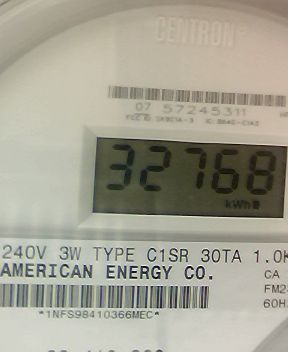 CENTRON
07 57245311
32768
kWh
240V 3W TYPE C1SR 30TA 1.0K
AMERICAN ENERGY CO.
CA
FM2
*1NFS98410366MEC*
60H